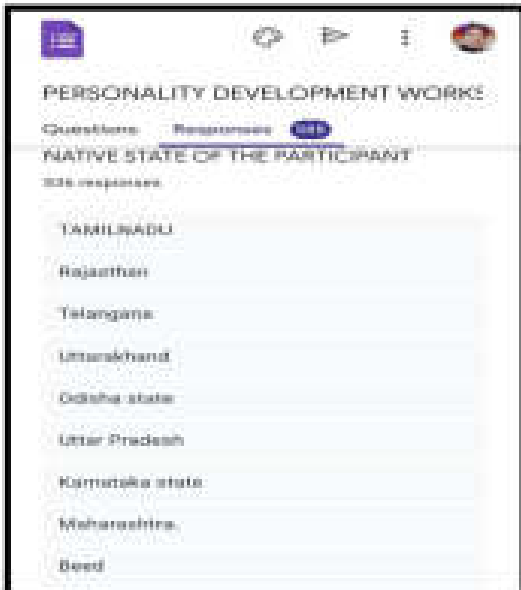 PERSONALITY DEVELOPMENT WORKS
Questions Responses
NATIVE STATE OF THE PARTICIPANT
responses
TAMILNADU
Rajasthan
Telangana
Uttarakhand
Odisha state
Uttar Pradesh
Karnataka state
Maharashtra.
Beed